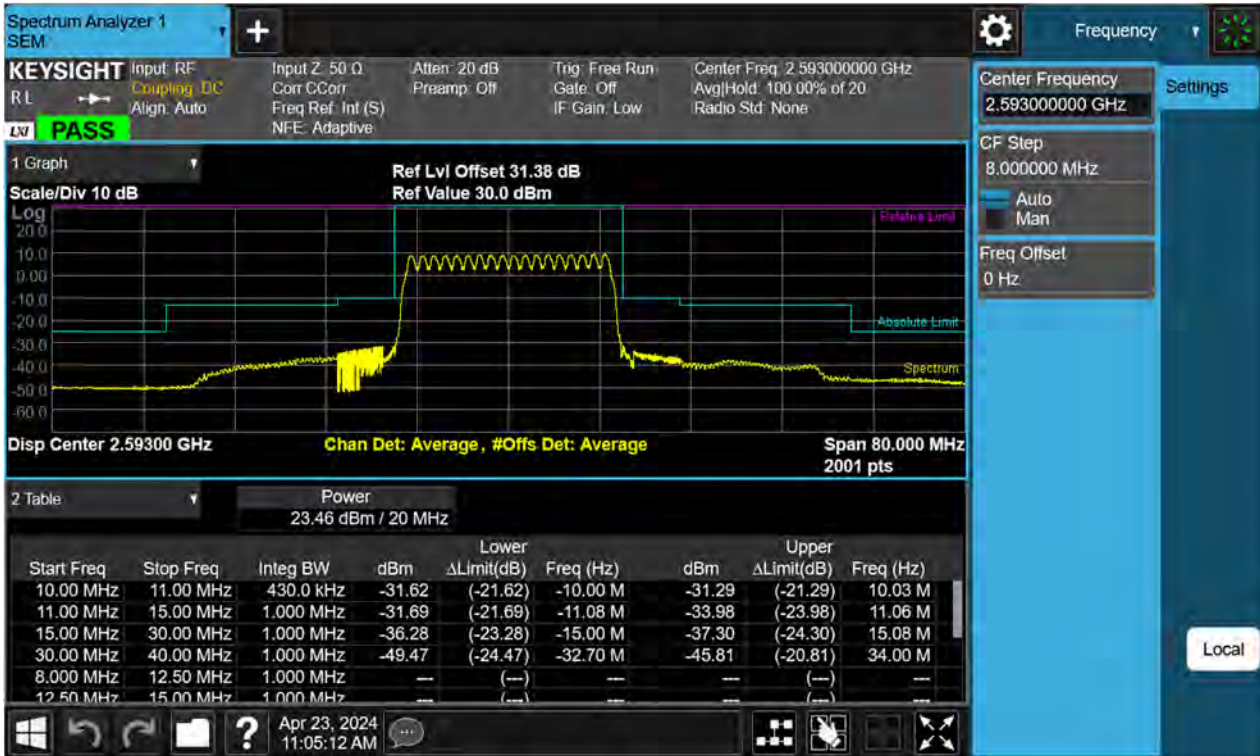 Spectrum Analyzer 1
SEM
+
Frequency
KEYSIGHT
R L
LXI
PASS
Input: RF
Coupling: DC
Align: Auto
Input Z: 50 Ω
Corr CCorr
Freq Ref: Int (S)
NFE: Adaptive
Atten: 20 dB
Preamp: Off
Trig: Free Run
Gate: Off
IF Gain: Low
Center Freq: 2.593000000 GHz
Avg|Hold: 100.00% of 20
Radio Std: None
Center Frequency
2.593000000 GHz
Settings
CF Step
8.000000 MHz
Auto
Man
Freq Offset
0 Hz
Local
1 Graph
Scale/Div 10 dB
Ref Lvl Offset 31.38 dB
Ref Value 30.0 dBm
Log
20.0
10.0
0.00
-10.0
-20.0
-30.0
-40.0
-50.0
-60.0
Relative Limit
Absolute Limit
Spectrum
Disp Center 2.59300 GHz
Chan Det: Average, #Offs Det: Average
Span 80.000 MHz
2001 pts
2 Table
Power
23.46 dBm / 20 MHz
Lower Upper
Start Freq Stop Freq Integ BW dBm ΔLimit(dB) Freq (Hz) dBm ΔLimit(dB) Freq (Hz)
10.00 MHz 11.00 MHz 430.0 kHz -31.62 (-21.62) -10.00 M -31.29 (-21.29) 10.03 M
11.00 MHz 15.00 MHz 1.000 MHz -31.69 (-21.69) -11.08 M -33.98 (-23.98) 11.06 M
15.00 MHz 30.00 MHz 1.000 MHz -36.28 (-23.28) -15.00 M -37.30 (-24.30) 15.08 M
30.00 MHz 40.00 MHz 1.000 MHz -49.47 (-24.47) -32.70 M -45.81 (-20.81) 34.00 M
8.000 MHz 12.50 MHz 1.000 MHz --- (---) --- --- (---) ---
12.50 MHz 15.00 MHz 1.000 MHz --- (---) --- --- (---) ---
?
Apr 23, 2024
11:05:12 AM